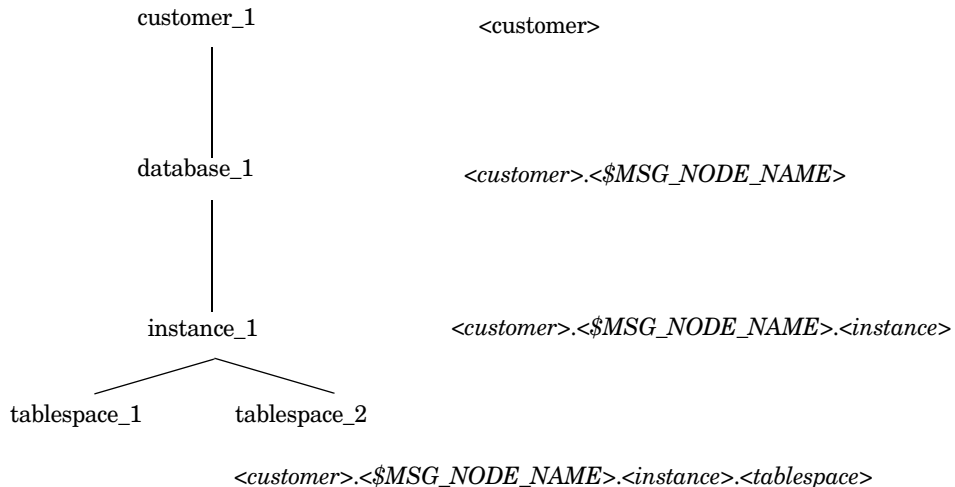 customer_1 <customer>
database_1 <customer>.<$MSG_NODE_NAME>
instance_1 <customer>.<$MSG_NODE_NAME>.<instance>
tablespace_1 tablespace_2
<customer>.<$MSG_NODE_NAME>.<instance>.<tablespace>